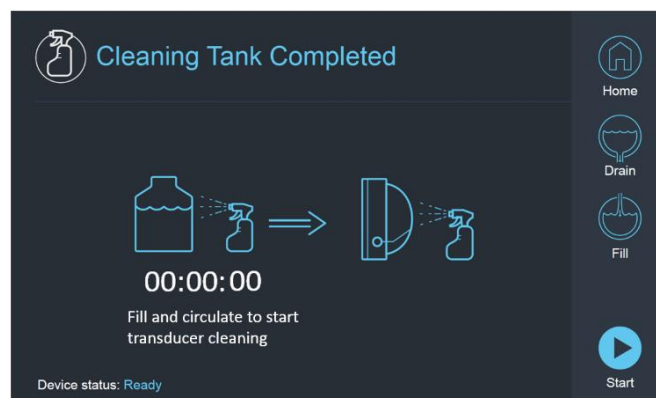 Cleaning Tank Completed
Home
Drain
Fill
00:00:00
Fill and circulate to start
transducer cleaning
Device status: Ready
Start